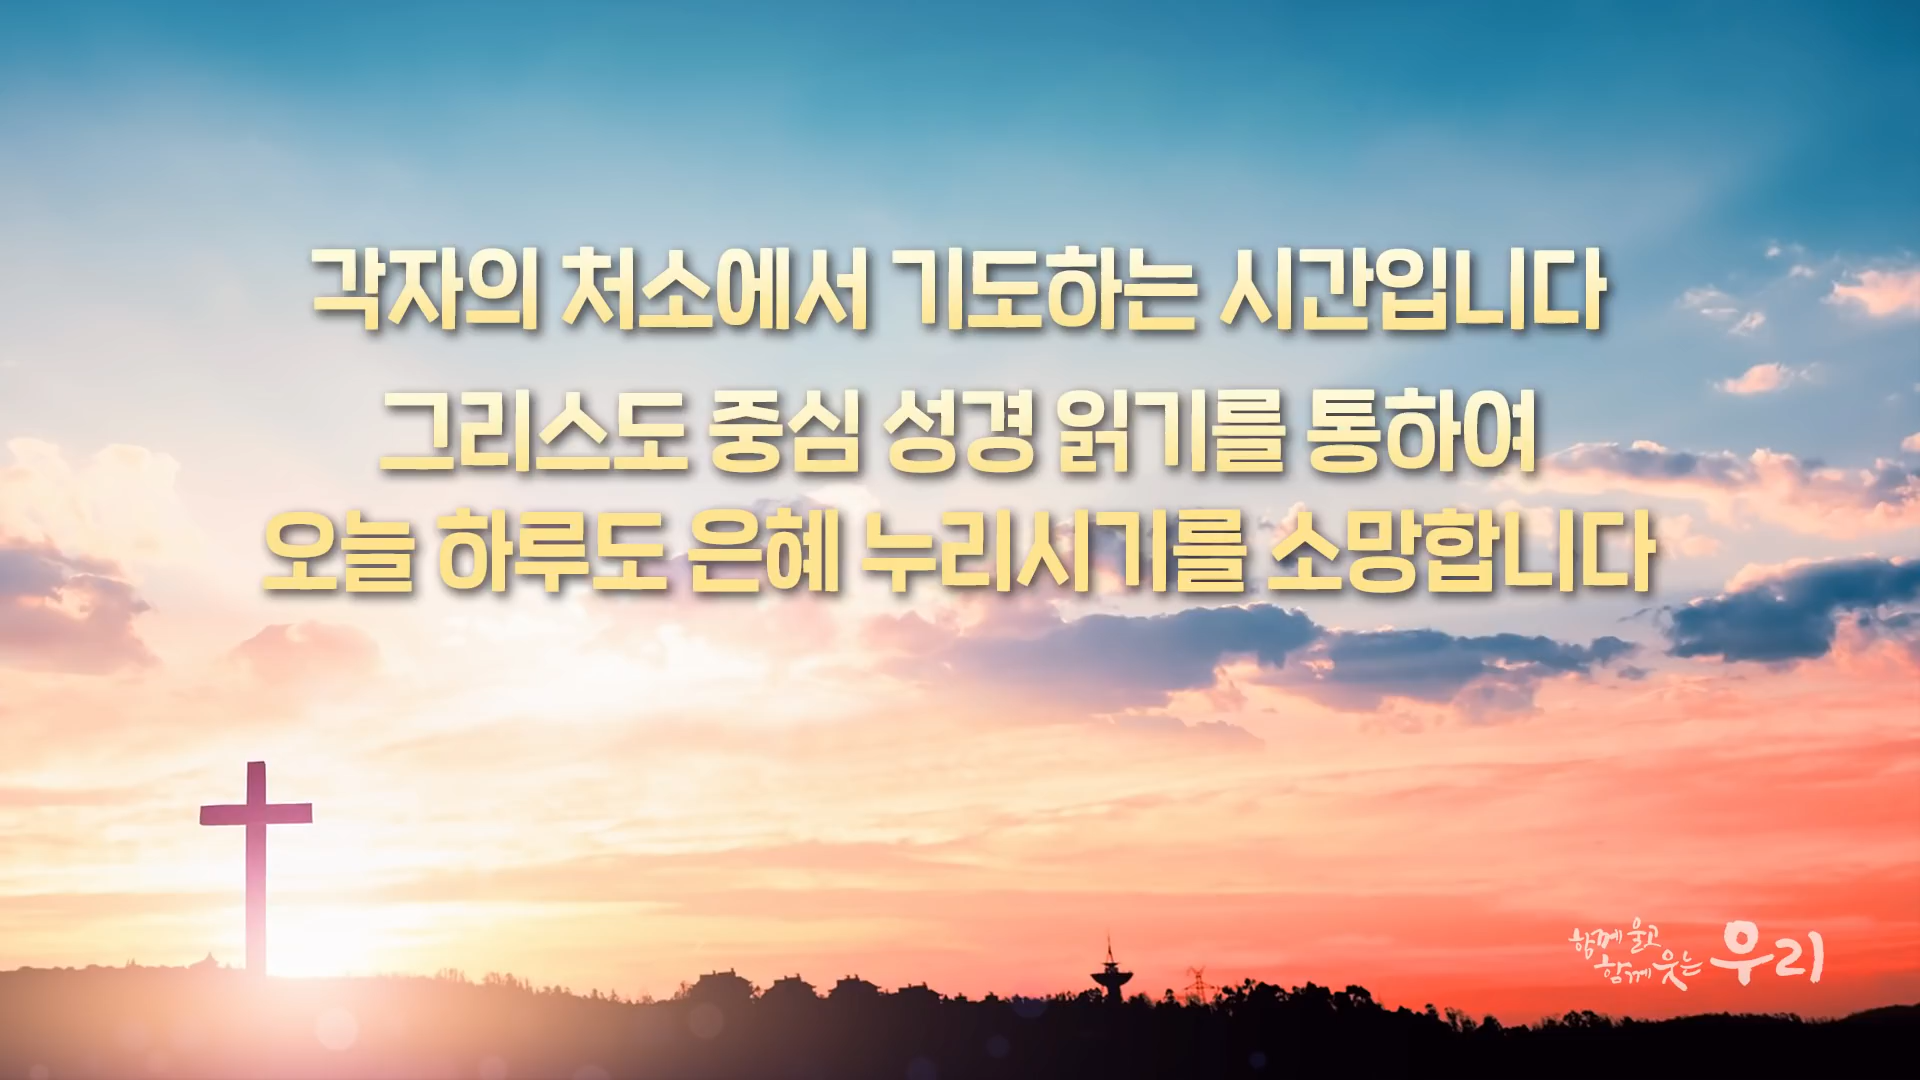 각자의 처소에서 기도하는 시간입니다
그리스도 중심 성경 읽기를 통하여
오늘 하루도 은혜 누리시기를 소망합니다
함께 울고
함께 웃는 우리